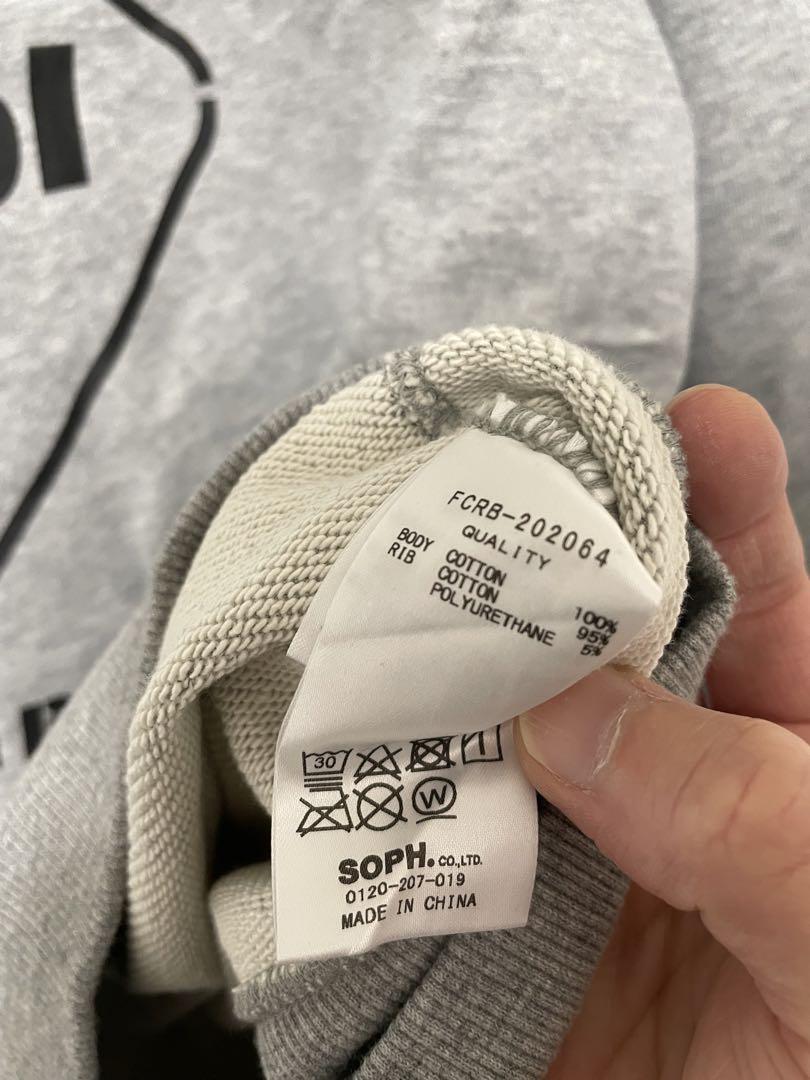 FCRB-202064
QUALITY
BODY COTTON 100%
RIB COTTON 95%
POLYURETHANE 5%
30
W
SOPH. CO.,LTD.
0120-207-019
MADE IN CHINA